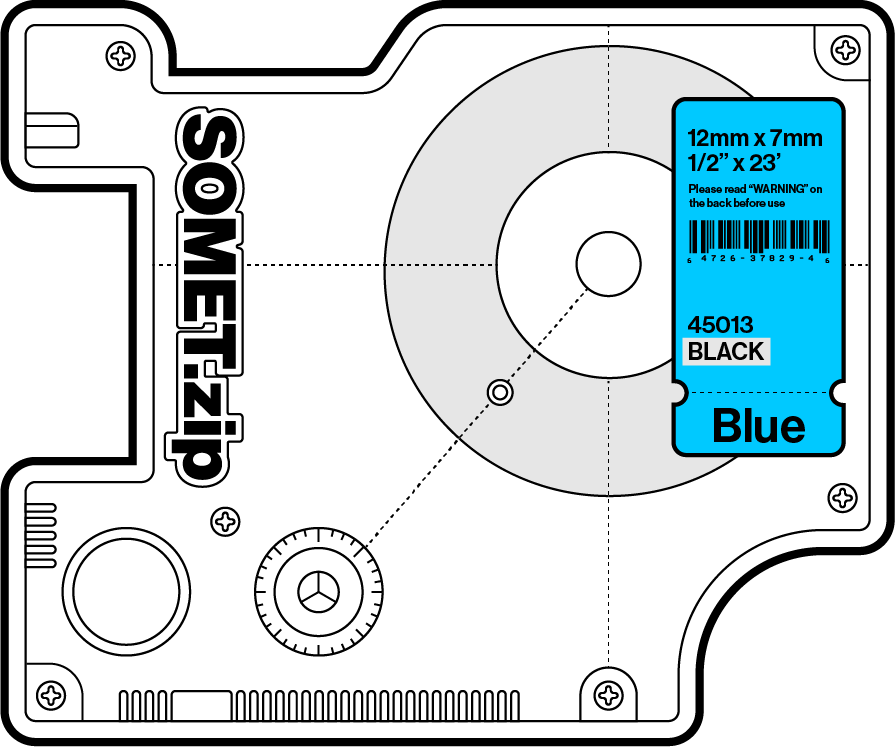 SOMET.zip
12mm x 7mm
1/2” x 23’
Please read “WARNING” on
the back before use
6 4726-37829-4 6
45013
BLACK
Blue